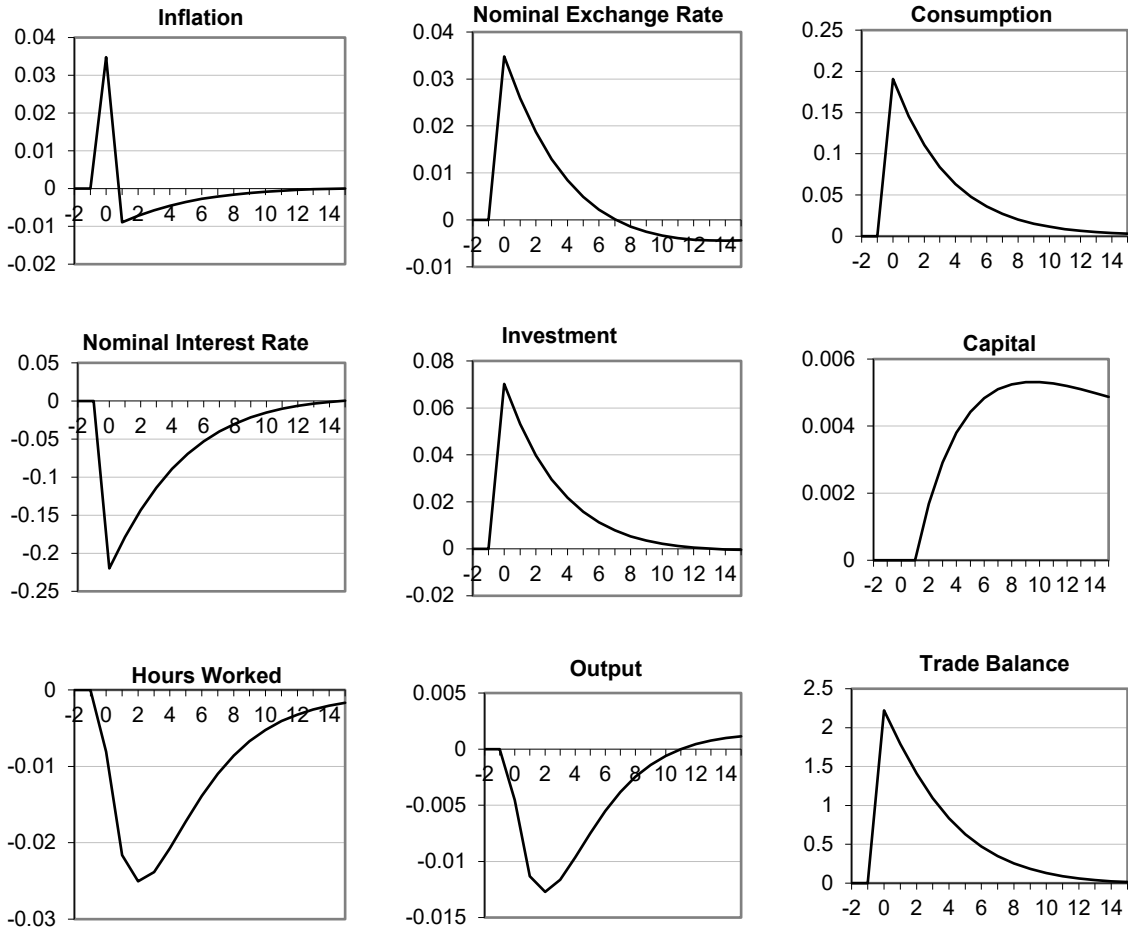 Inflation
0.04
0.03
0.02
0.01
0
-0.01
-0.02
-2 0 2 4 6 8 10 12 14
Nominal Exchange Rate
0.04
0.03
0.02
0.01
0
-0.01
-2 0 2 4 6 8 10 12 14
Consumption
0.25
0.2
0.15
0.1
0.05
0
-2 0 2 4 6 8 10 12 14
Nominal Interest Rate
0.05
0
-0.05
-0.1
-0.15
-0.2
-0.25
-2 0 2 4 6 8 10 12 14
Investment
0.08
0.06
0.04
0.02
0
-0.02
-2 0 2 4 6 8 10 12 14
Capital
0.006
0.004
0.002
0
-2 0 2 4 6 8 10 12 14
Hours Worked
0
-0.01
-0.02
-0.03
-2 0 2 4 6 8 10 12 14
Output
0.005
0
-0.005
-0.01
-0.015
-2 0 2 4 6 8 10 12 14
Trade Balance
2.5
2
1.5
1
0.5
0
-2 0 2 4 6 8 10 12 14